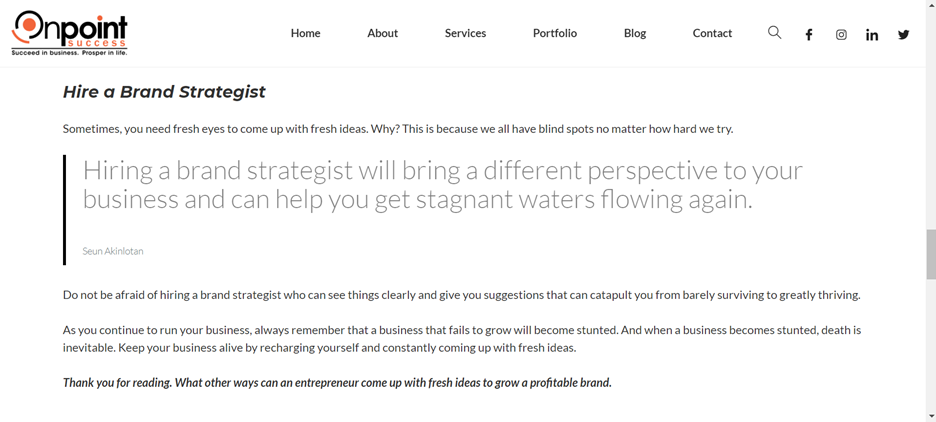 Onpoint
success
Succeed in business. Prosper in life.
Home About Services Portfolio Blog Contact
Hire a Brand Strategist
Sometimes, you need fresh eyes to come up with fresh ideas. Why? This is because we all have blind spots no matter how hard we try.
Hiring a brand strategist will bring a different perspective to your
business and can help you get stagnant waters flowing again.
Seun Akinlotan
Do not be afraid of hiring a brand strategist who can see things clearly and give you suggestions that can catapult you from barely surviving to greatly thriving.
As you continue to run your business, always remember that a business that fails to grow will become stunted. And when a business becomes stunted, death is
inevitable. Keep your business alive by recharging yourself and constantly coming up with fresh ideas.
Thank you for reading. What other ways can an entrepreneur come up with fresh ideas to grow a profitable brand.